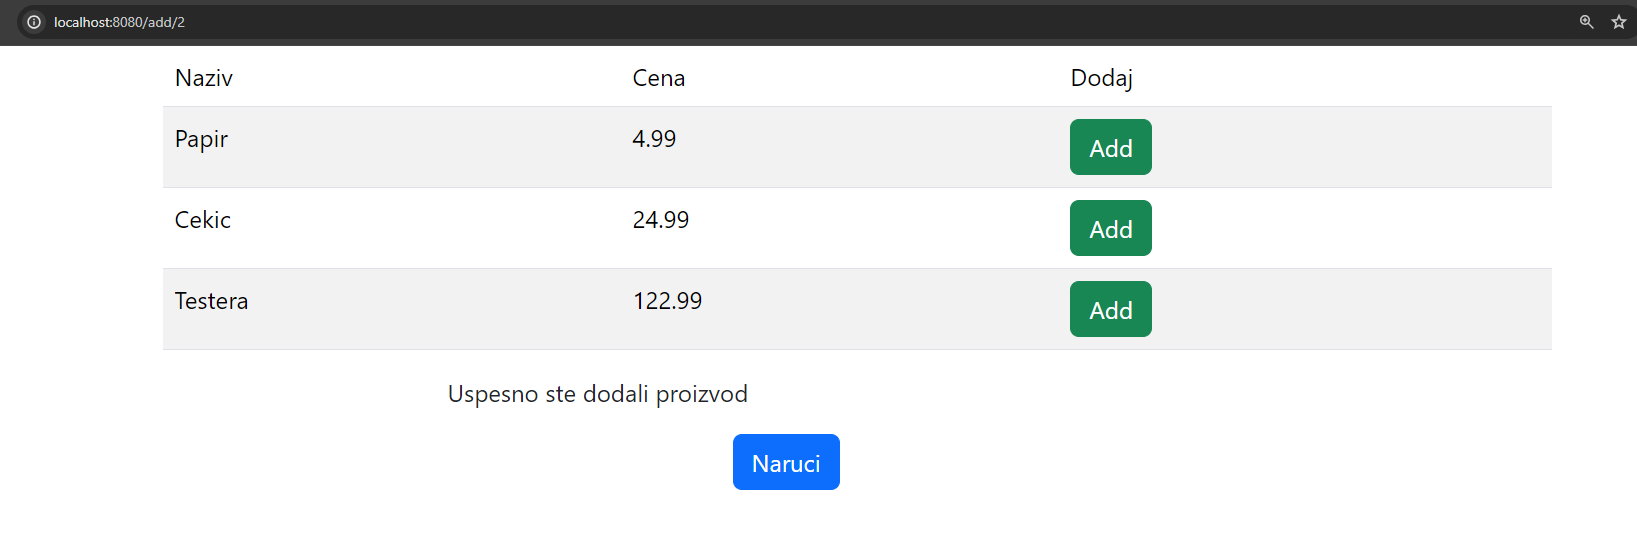 localhost:8080/add/2
Naziv Cena Dodaj
Papir 4.99 Add
Cekic 24.99 Add
Testera 122.99 Add
Uspesno ste dodali proizvod
Naruci